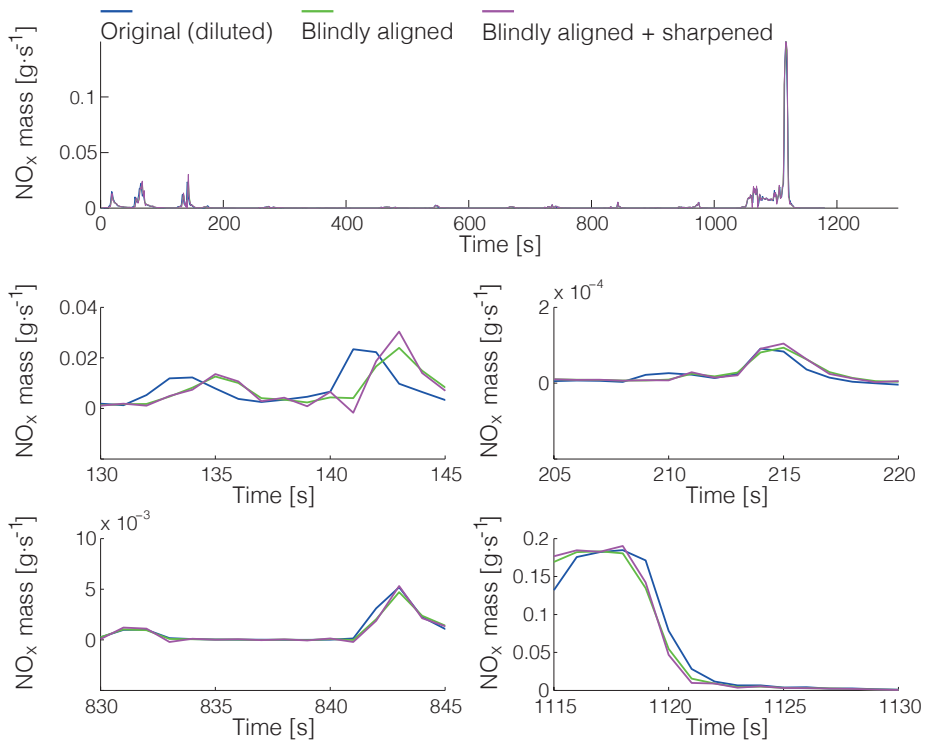 Original (diluted) Blindly aligned Blindly aligned + sharpened
NOx mass [g·s-1]
0.1
0.05
0
0 200 400 600 800 1000 1200
Time [s]
NOx mass [g·s-1]
0.04
0.02
0
130 135 140 145
Time [s]
NOx mass [g·s-1]
x 10−4
2
0
205 210 215 220
Time [s]
NOx mass [g·s-1]
x 10−3
10
5
0
830 835 840 845
Time [s]
NOx mass [g·s-1]
0.2
0.15
0.1
0.05
0
1115 1120 1125 1130
Time [s]